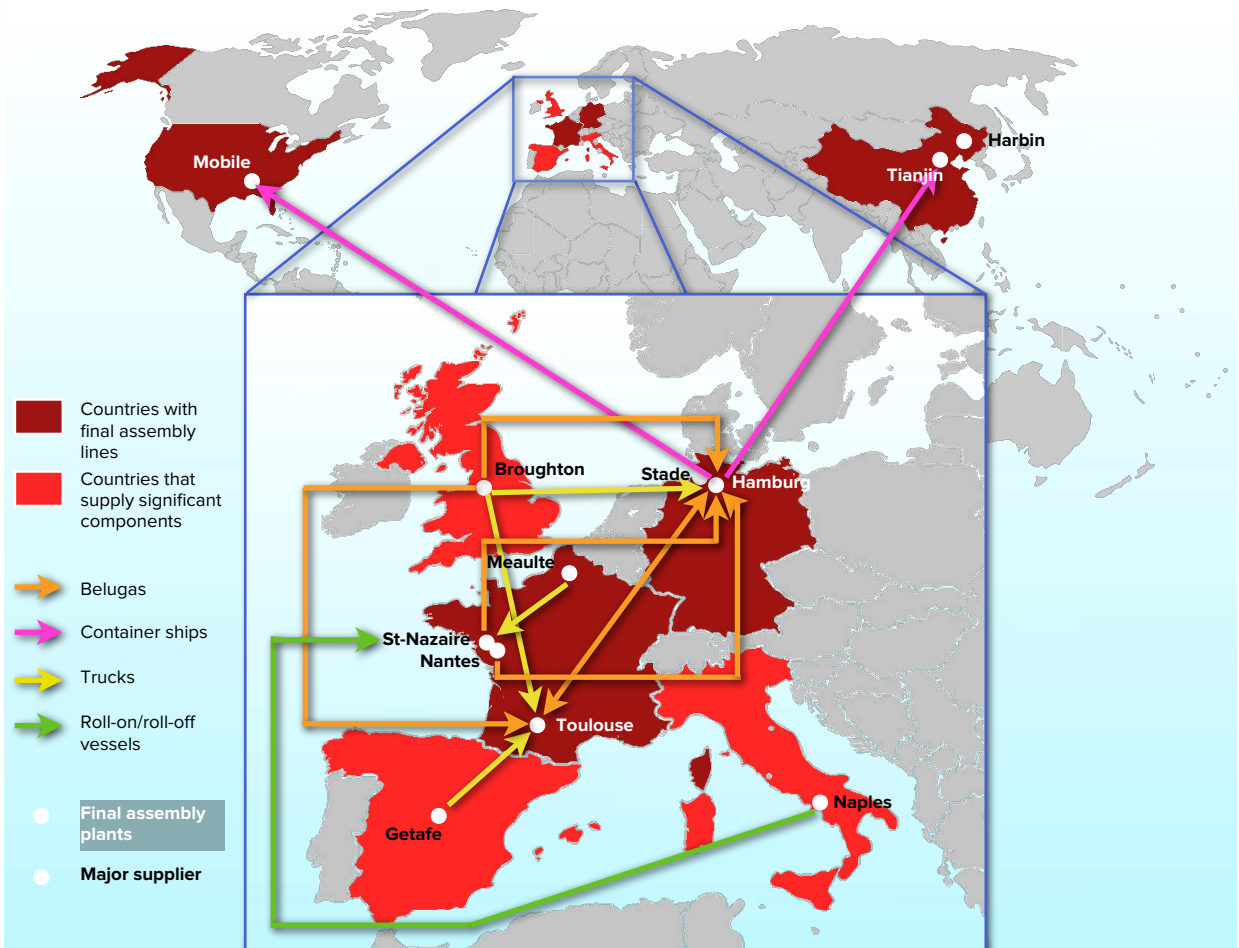 Mobile
Harbin
Tianjin
Countries with
final assembly
lines
Countries that
supply significant
components
Belugas
Container ships
Trucks
Roll-on/roll-off
vessels
Final assembly
plants
Major supplier
Broughton
Stade
Hamburg
Meaulte
St-Nazaire
Nantes
Toulouse
Getafe
Naples